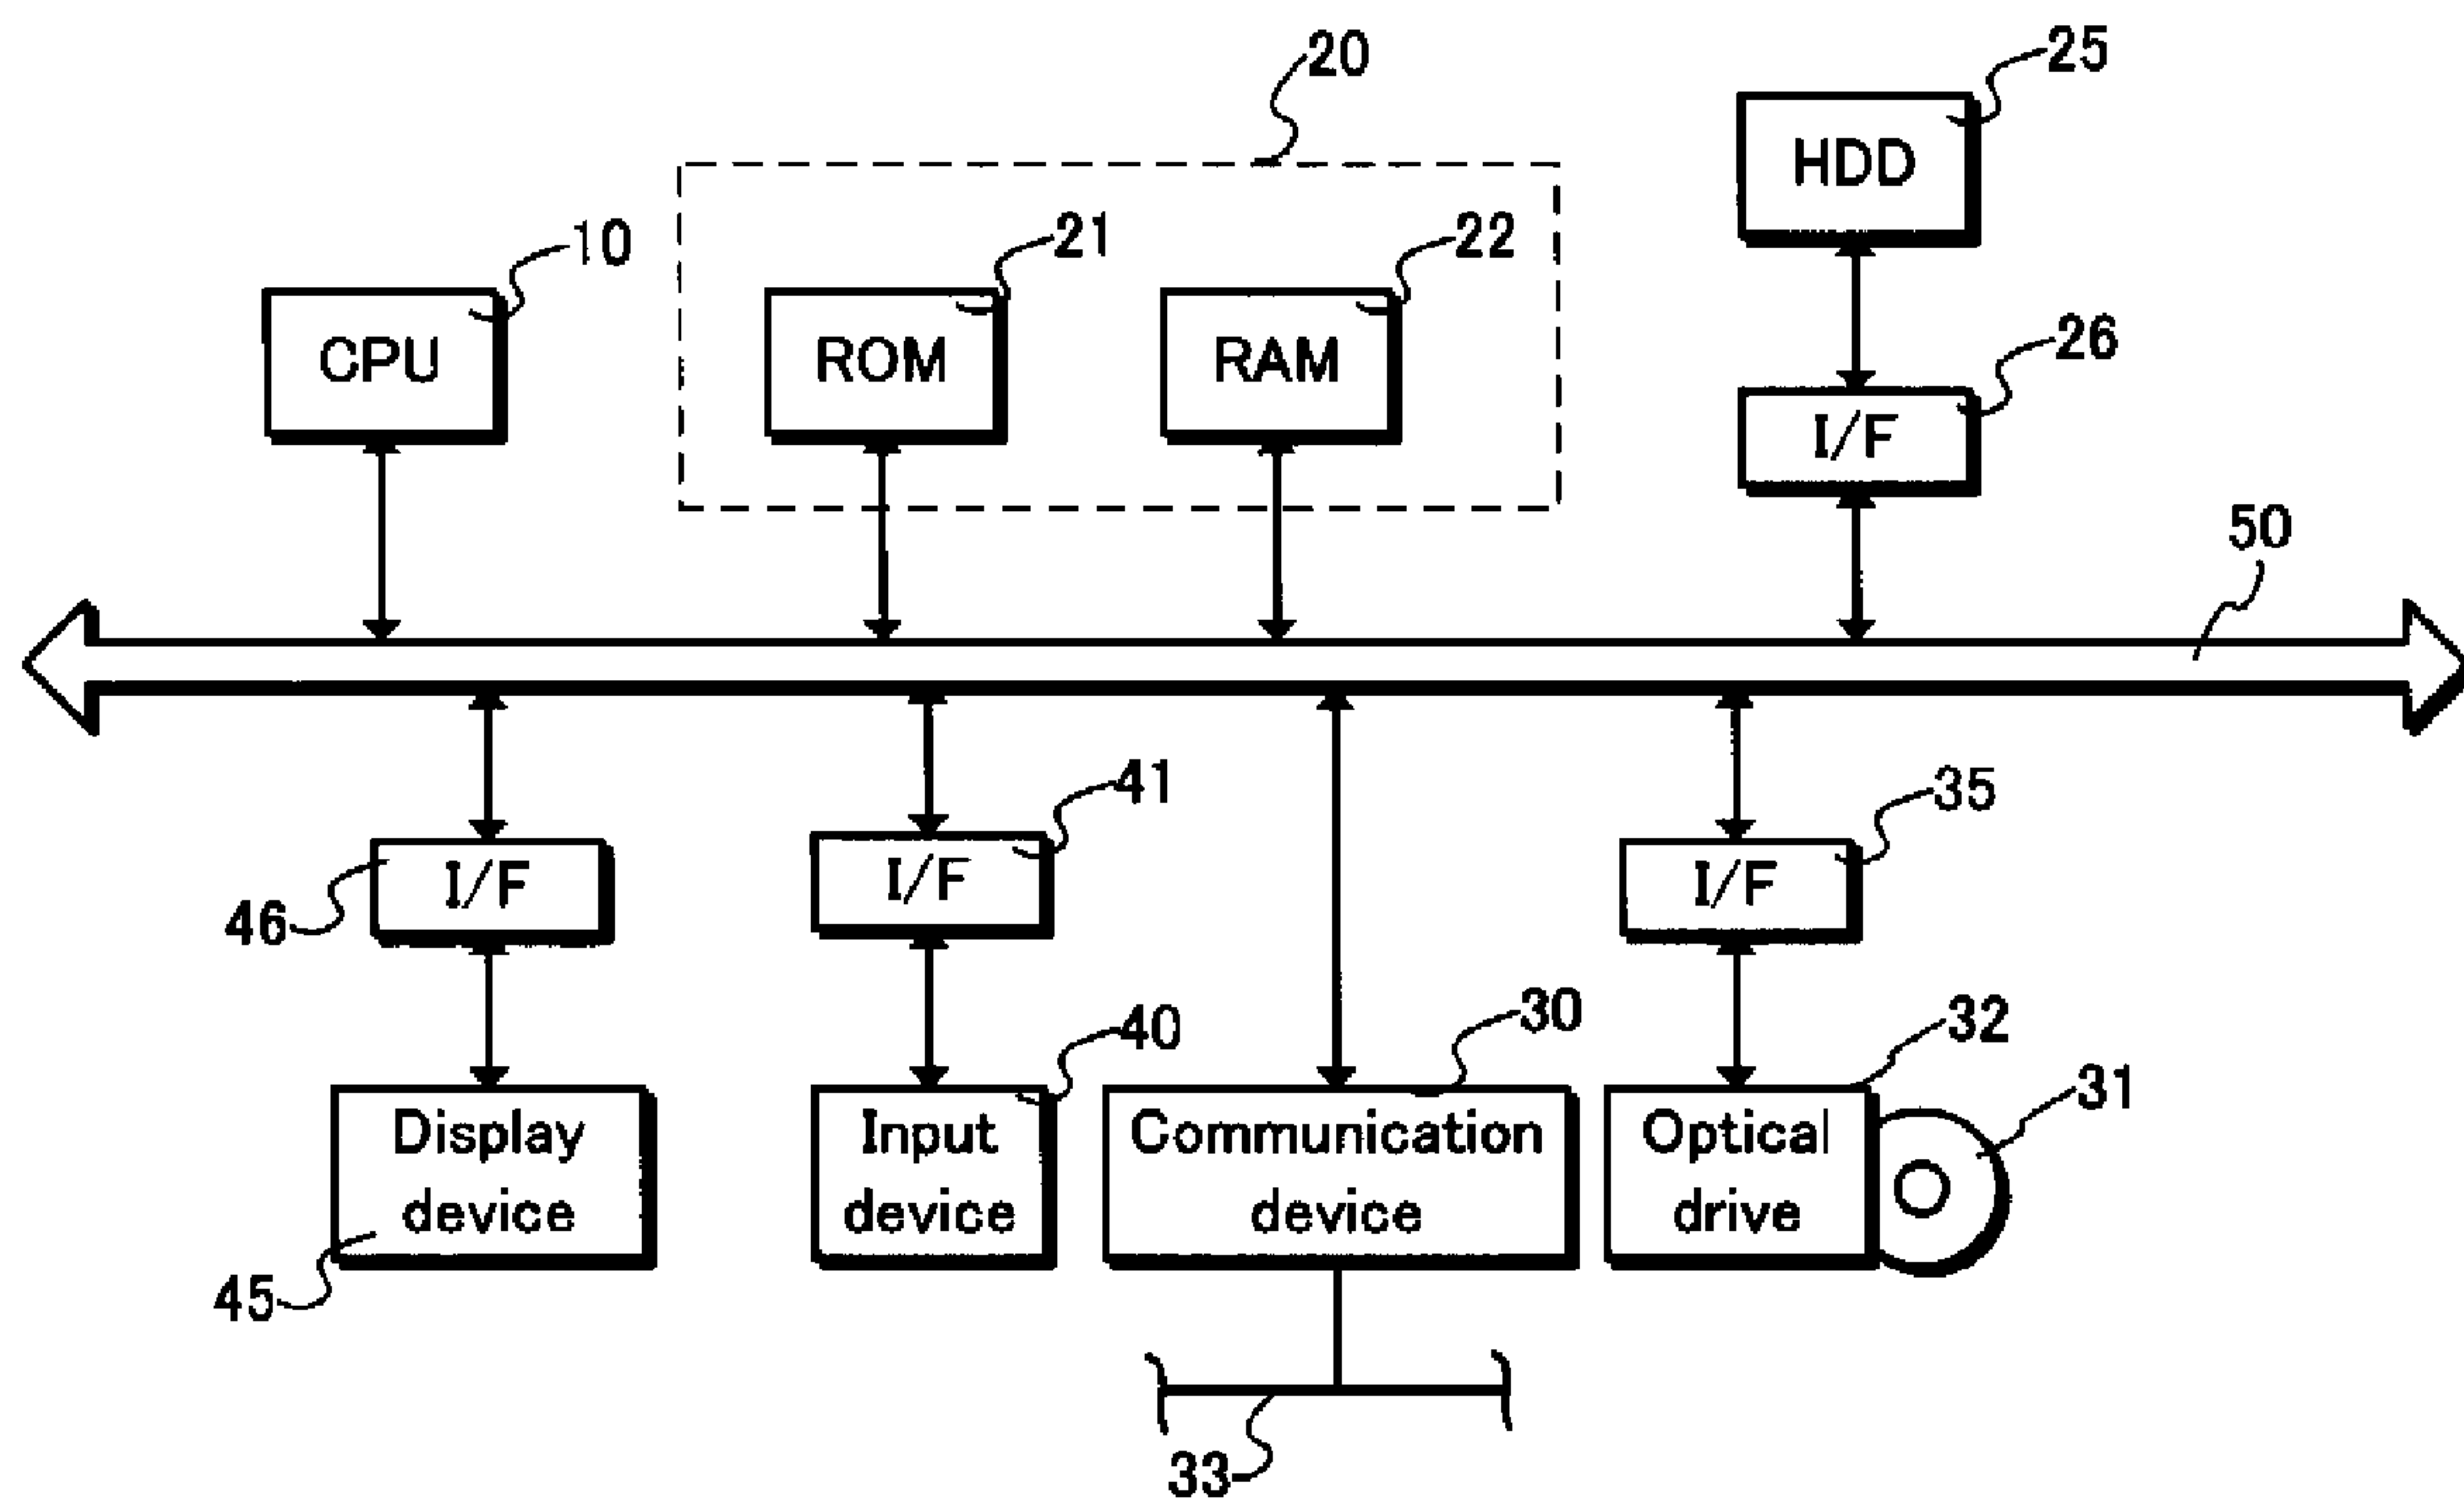 20
25
HDD
10
21
22
CPU
ROM
RAM
26
I/F
50
41
35
46
I/F
I/F
I/F
40
30
32
31
Display
device
Input
device
Communication
device
Optical
drive
45
33